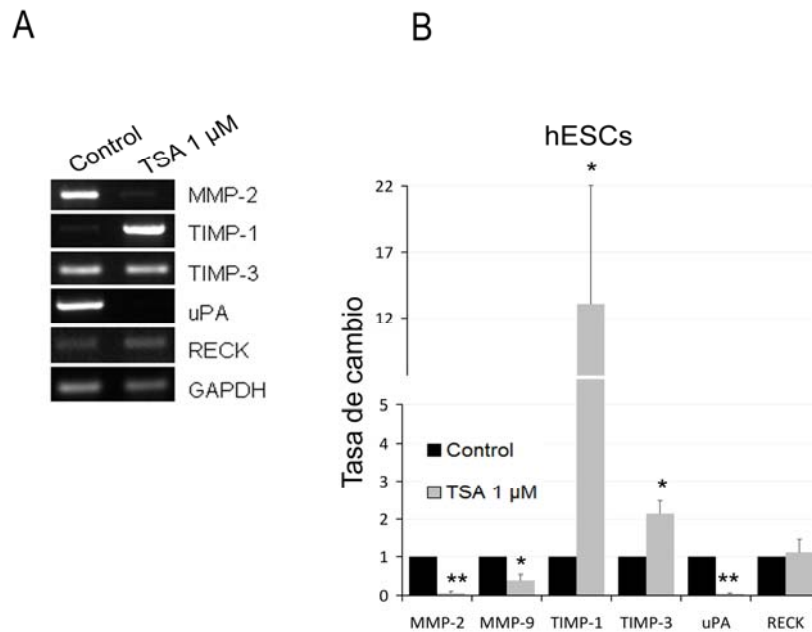 A
Control
TSA 1 µM
MMP-2
TIMP-1
TIMP-3
uPA
RECK
GAPDH
B
hESCs
Tasa de cambio
22
17
12
5
4
3
2
1
0
*
**
*
*
**
Control
TSA 1 µM
MMP-2 MMP-9 TIMP-1 TIMP-3 uPA RECK